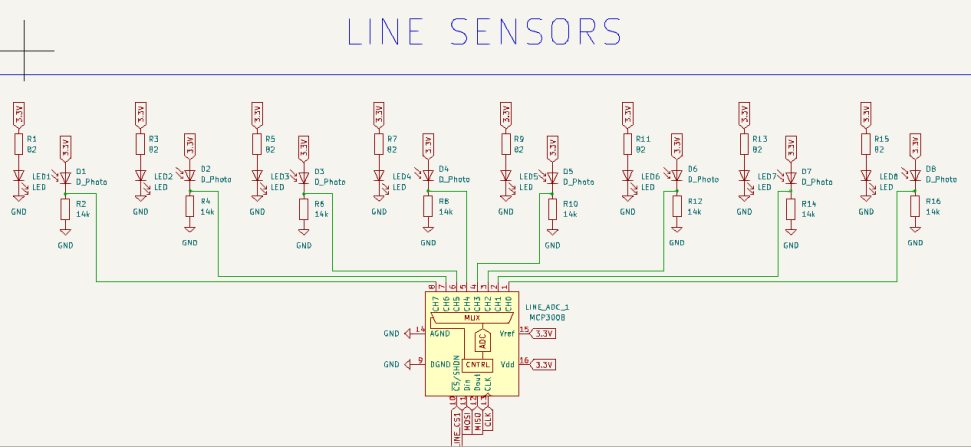 LINE SENSORS
3.3V 3.3V 3.3V 3.3V 3.3V 3.3V 3.3V 3.3V
R1 R3 R5 R7 R9 R11 R13 R15
82 82 82 82 82 82 82 82
3.3V 3.3V 3.3V 3.3V 3.3V 3.3V 3.3V 3.3V
LED1 D1 LED2 D2 LED3 D3 LED4 D4 LED5 D5 LED6 D6 LED7 D7 LED8 D8
LED D_Photo LED D_Photo LED D_Photo LED D_Photo LED D_Photo LED D_Photo LED D_Photo LED D_Photo
R2 R4 R6 R8 R10 R12 R14 R16
14k 14k 14k 14k 14k 14k 14k 14k
GND GND GND GND GND GND GND GND
GND GND GND GND GND GND GND GND
8 7 6 5 4 3 2 1
CH7 CH6 CH5 CH4 CH3 CH2 CH1 CH0
LINE_ADC_1
MCP3008
MUX
GND 14 AGND ADC Vref 15 3.3V
GND 9 DGND CNTRL Vdd 16 3.3V
CS/SHDN Din Dout CLK
10 11 12 13
LINE_CS1 MOSI MISO CLK